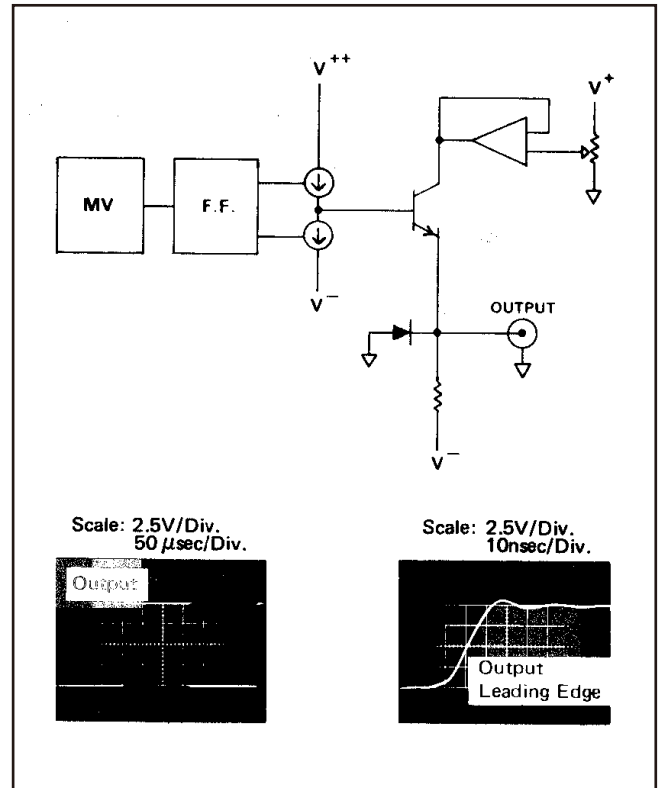 V++
V+
MV
F.F.
V−
OUTPUT
V−
Scale: 2.5V/Div.
50 μsec/Div.
Scale: 2.5V/Div.
10nsec/Div.
Output
Output
Leading Edge